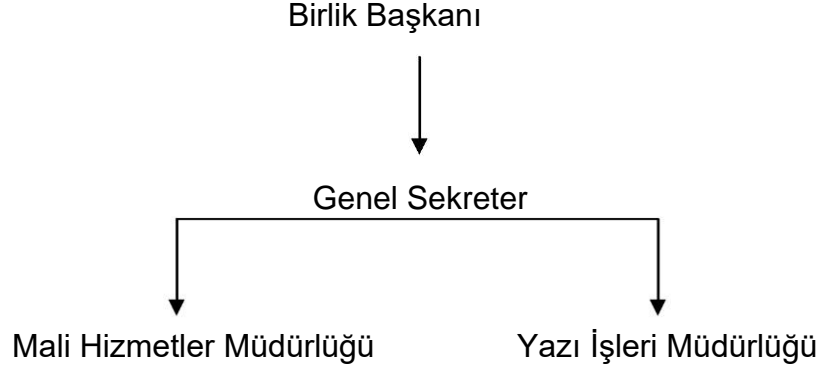 Birlik Başkanı
Genel Sekreter
Mali Hizmetler Müdürlüğü Yazı İşleri Müdürlüğü